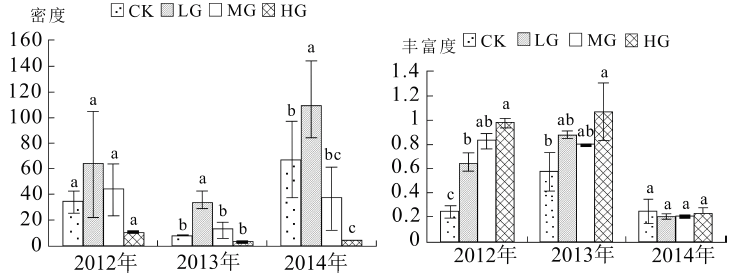 密度
CK LG MG HG
160
140
120
100
80
60
40
20
0
a a a a
b a b b
b a bc c
2012年 2013年 2014年
丰富度
CK LG MG HG
1.4
1.2
1
0.8
0.6
0.4
0.2
0
c b ab a
b ab ab a
a a a a
2012年 2013年 2014年